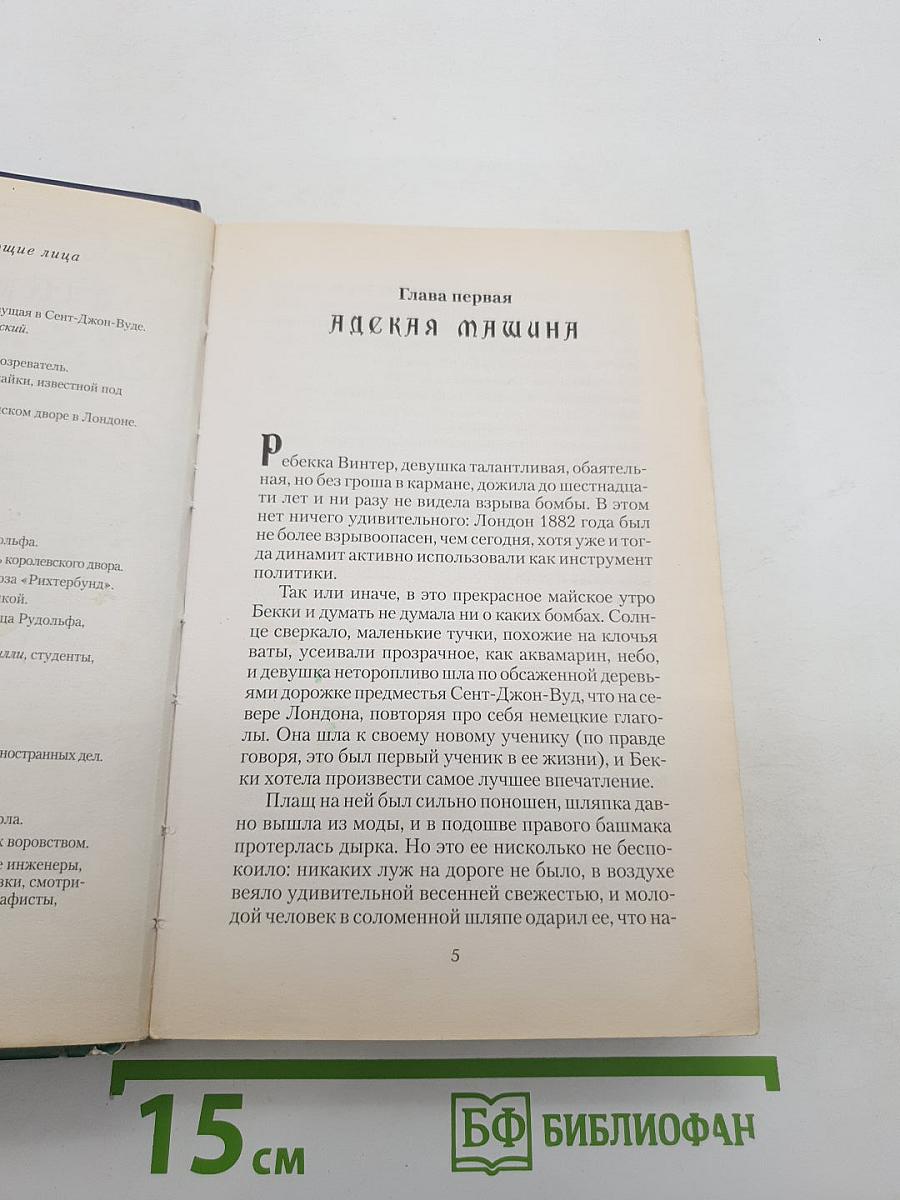 ющие лица
ущая в Сент-Джон-Вуде.
ский.
озреватель.
айки, известной под
ском дворе в Лондоне.
ольфа.
ь королевского двора.
оза «Рихтербунд».
кой.
ца Рудольфа,
илли, студенты,
ностранных дел.
ола.
к воровством.
е инженеры,
зки, смотри-
афисты,
Глава первая
АДСКАЯ МАШИНА
Ребекка Винтер, девушка талантливая, обаятель-
ная, но без гроша в кармане, дожила до шестнадца-
ти лет и ни разу не видела взрыва бомбы. В этом
нет ничего удивительного: Лондон 1882 года был
не более взрывоопасен, чем сегодня, хотя уже и тог-
да динамит активно использовали как инструмент
политики.
Так или иначе, в это прекрасное майское утро
Бекки и думать не думала ни о каких бомбах. Солн-
це сверкало, маленькие тучки, похожие на клочья
ваты, усеивали прозрачное, как аквамарин, небо,
и девушка неторопливо шла по обсаженной деревь-
ями дорожке предместья Сент-Джон-Вуд, что на се-
вере Лондона, повторяя про себя немецкие глаго-
лы. Она шла к своему новому ученику (по правде
говоря, это был первый ученик в ее жизни), и Бек-
ки хотела произвести самое лучшее впечатление.
Плащ на ней был сильно поношен, шляпка дав-
но вышла из моды, и в подошве правого башмака
протерлась дырка. Но это ее нисколько не беспо-
коило: никаких луж на дороге не было, в воздухе
веяло удивительной весенней свежестью, и моло-
дой человек в соломенной шляпе одарил ее, что на-
5
15 см
БФ БИБЛИОФАН